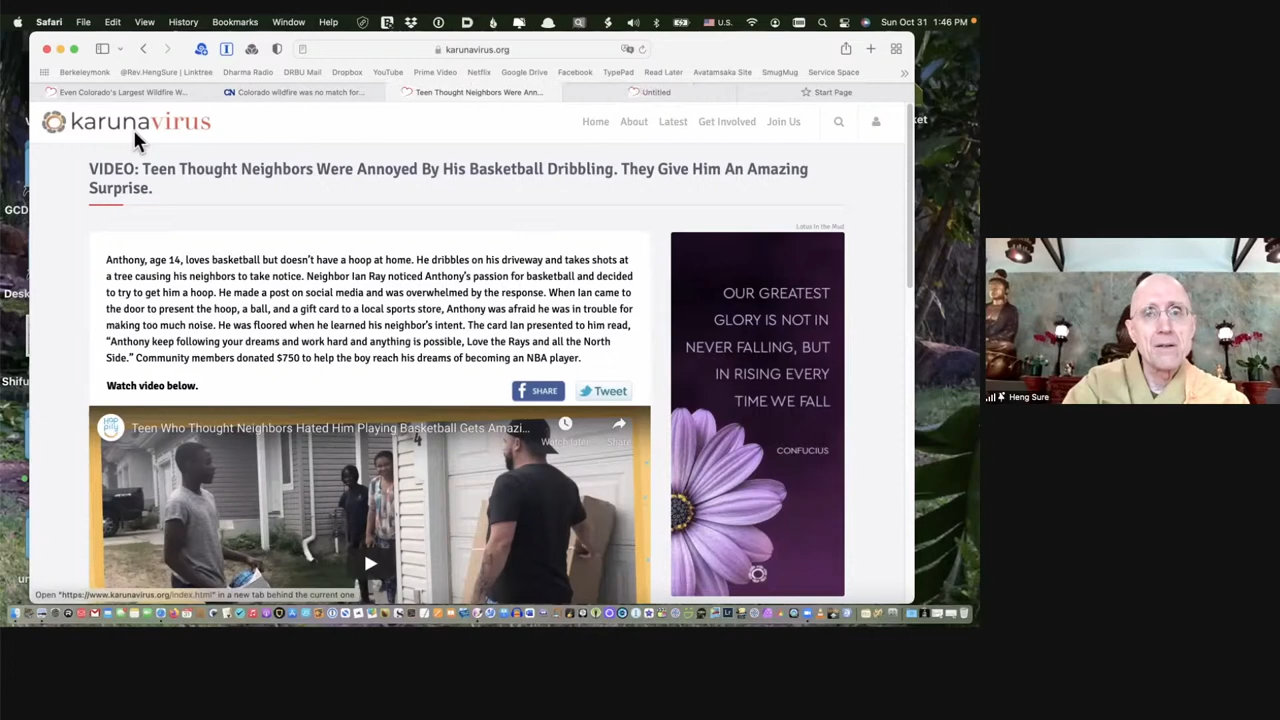 Safari File Edit View History Bookmarks Window Help U.S. Sun Oct 31 1:46 PM
karunavirus.org
Berkeleymonk @Rev.HengSure | Linktree Dharma Radio DRBU Mail Dropbox YouTube Prime Video Netflix Google Drive Facebook TypePad Read Later Avatamsaka Site SmugMug Service Space
Even Colorado's Largest Wildfire W... CN Colorado wildfire was no match for... Teen Thought Neighbors Were Ann... Untitled Start Page
karunavirus Home About Latest Get Involved Join Us
VIDEO: Teen Thought Neighbors Were Annoyed By His Basketball Dribbling. They Give Him An Amazing
Surprise.
Lotus In the Mud
Anthony, age 14, loves basketball but doesn't have a hoop at home. He dribbles on his driveway and takes shots at
a tree causing his neighbors to take notice. Neighbor Ian Ray noticed Anthony's passion for basketball and decided
to try to get him a hoop. He made a post on social media and was overwhelmed by the response. When Ian came to
the door to present the hoop, a ball, and a gift card to a local sports store, Anthony was afraid he was in trouble for
making too much noise. He was floored when he learned his neighbor's intent. The card Ian presented to him read,
"Anthony keep following your dreams and work hard and anything is possible, Love the Rays and all the North
Side." Community members donated $750 to help the boy reach his dreams of becoming an NBA player.
Watch video below.
f SHARE Tweet
OUR GREATEST
GLORY IS NOT IN
NEVER FALLING, BUT
IN RISING EVERY
TIME WE FALL
CONFUCIUS
Teen Who Thought Neighbors Hated Him Playing Basketball Gets Amazi...
Watch later Share
Open "https://www.karunavirus.org/index.html" in a new tab behind the current one
GCD
Desk
Shifu
Heng Sure